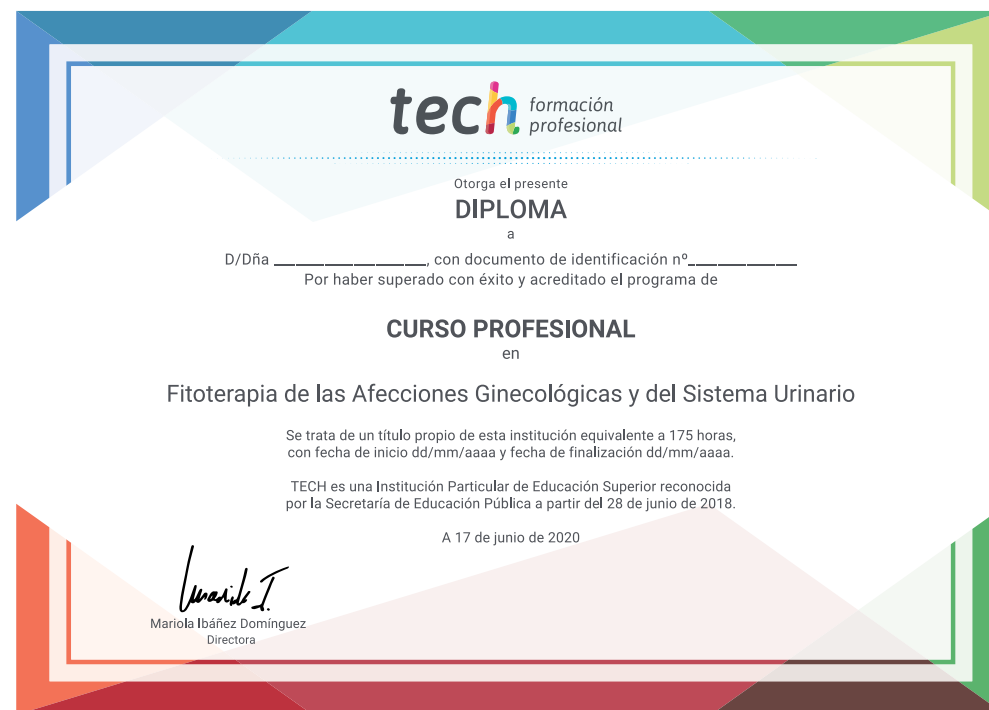 tech formación
profesional
Otorga el presente
DIPLOMA
a
D/Dña ______________, con documento de identificación nº__________
Por haber superado con éxito y acreditado el programa de
CURSO PROFESIONAL
en
Fitoterapia de las Afecciones Ginecológicas y del Sistema Urinario
Se trata de un título propio de esta institución equivalente a 175 horas,
con fecha de inicio dd/mm/aaaa y fecha de finalización dd/mm/aaaa.
TECH es una Institución Particular de Educación Superior reconocida
por la Secretaría de Educación Pública a partir del 28 de junio de 2018.
A 17 de junio de 2020
Mariola Ibáñez Domínguez
Directora